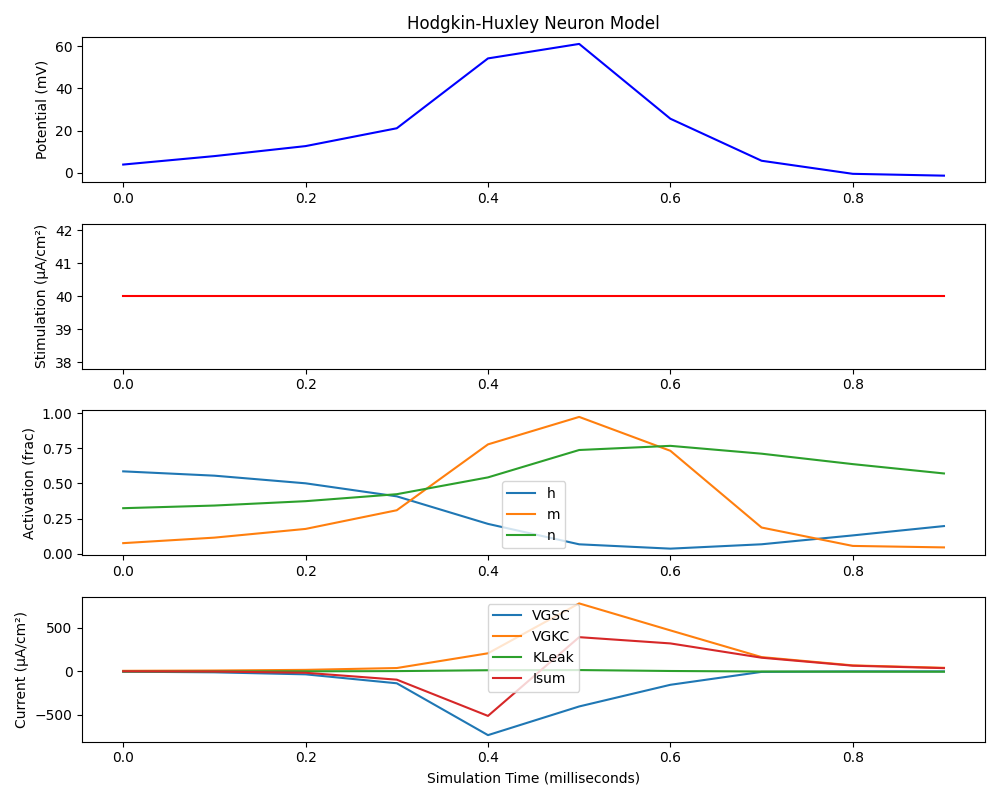 Hodgkin-Huxley Neuron Model
Potential (mV)
60
40
20
0
0.0 0.2 0.4 0.6 0.8
Stimulation (µA/cm²)
42
41
40
39
38
0.0 0.2 0.4 0.6 0.8
Activation (frac)
1.00
0.75
0.50
0.25
0.00
h
m
n
0.0 0.2 0.4 0.6 0.8
Current (µA/cm²)
500
0
−500
VGSC
VGKC
KLeak
Isum
0.0 0.2 0.4 0.6 0.8
Simulation Time (milliseconds)